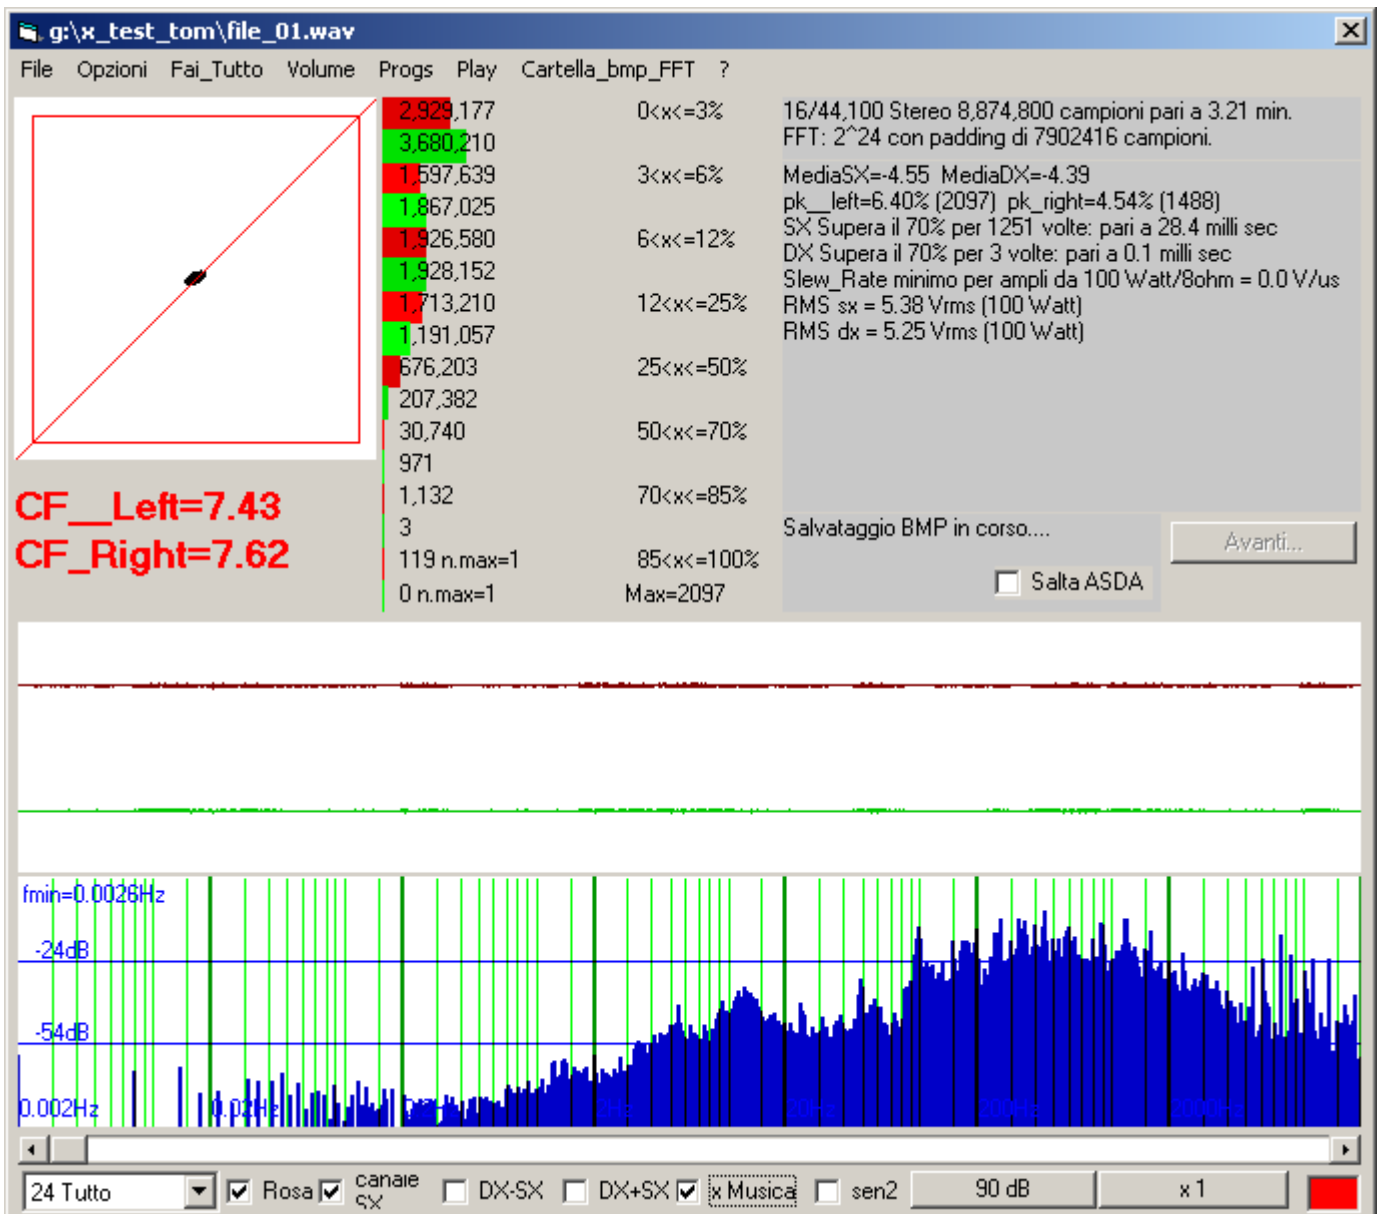 g:\x_test_tom\file_01.wav
File Opzioni Fai_Tutto Volume Progs Play Cartella_bmp_FFT ?
2,929,177 0<x<=3%
3,680,210
1,597,639 3<x<=6%
1,867,025
1,926,580 6<x<=12%
1,928,152
1,713,210 12<x<=25%
1,191,057
676,203 25<x<=50%
207,382
30,740 50<x<=70%
971
1,132 70<x<=85%
3
119 n.max=1 85<x<=100%
0 n.max=1 Max=2097
16/44,100 Stereo 8,874,800 campioni pari a 3.21 min.
FFT: 2^24 con padding di 7902416 campioni.
MediaSX=-4.55 MediaDX=-4.39
pk__left=6.40% (2097) pk_right=4.54% (1488)
SX Supera il 70% per 1251 volte: pari a 28.4 milli sec
DX Supera il 70% per 3 volte: pari a 0.1 milli sec
Slew_Rate minimo per ampli da 100 Watt/8ohm = 0.0 V/us
RMS sx = 5.38 Vrms (100 Watt)
RMS dx = 5.25 Vrms (100 Watt)
CF__Left=7.43
CF_Right=7.62
Salvataggio BMP in corso....
Avanti...
Salta ASDA
fmin=0.0026Hz
-24dB
-54dB
0.002Hz 0.02Hz 2Hz 20Hz 200Hz 2000Hz
24 Tutto Rosa canale SX DX-SX DX+SX x Musica sen2 90 dB x 1